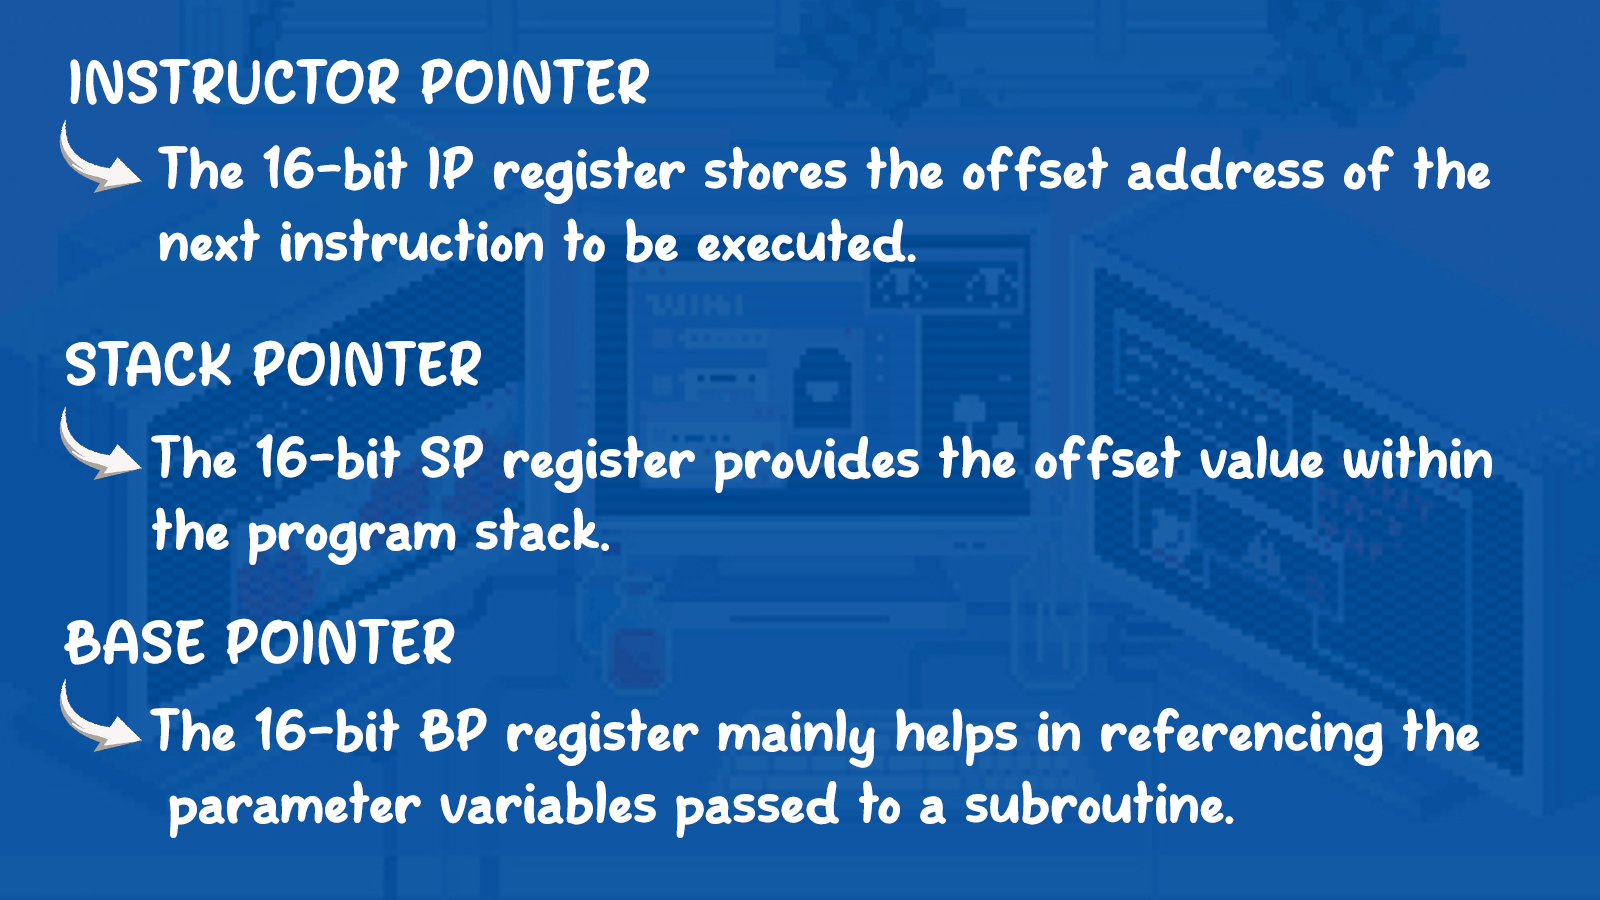 INSTRUCTOR POINTER
The 16-bit IP register stores the offset address of the
next instruction to be executed.
STACK POINTER
The 16-bit SP register provides the offset value within
the program stack.
BASE POINTER
The 16-bit BP register mainly helps in referencing the
parameter variables passed to a subroutine.